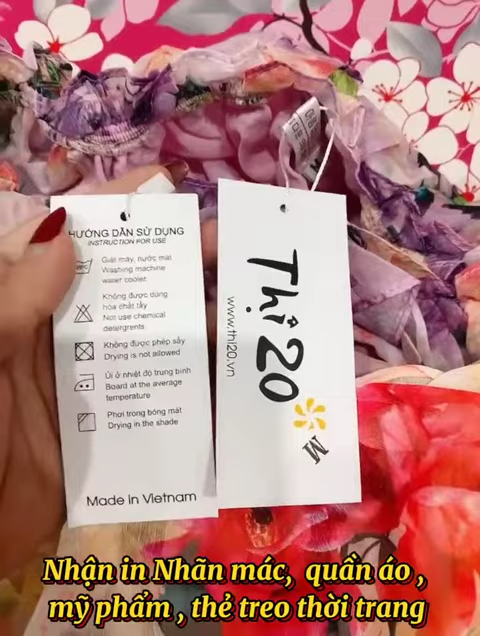 HƯỚNG DẪN SỬ DỤNG
INSTRUCTION FOR USE
Giặt máy, nước mát
Washing machine
water cooler
Không được dùng
hóa chất tẩy
Not use chemical
detergrents
Không được phép sấy
Drying is not allowed
Ủi ở nhiệt độ trung bình
Board at the average
temperature
Phơi trong bóng mát
Drying in the shade
Made in Vietnam
Thị20
www.thi20.vn
M
Nhận in Nhãn mác, quần áo ,
mỹ phẩm , thẻ treo thời trang